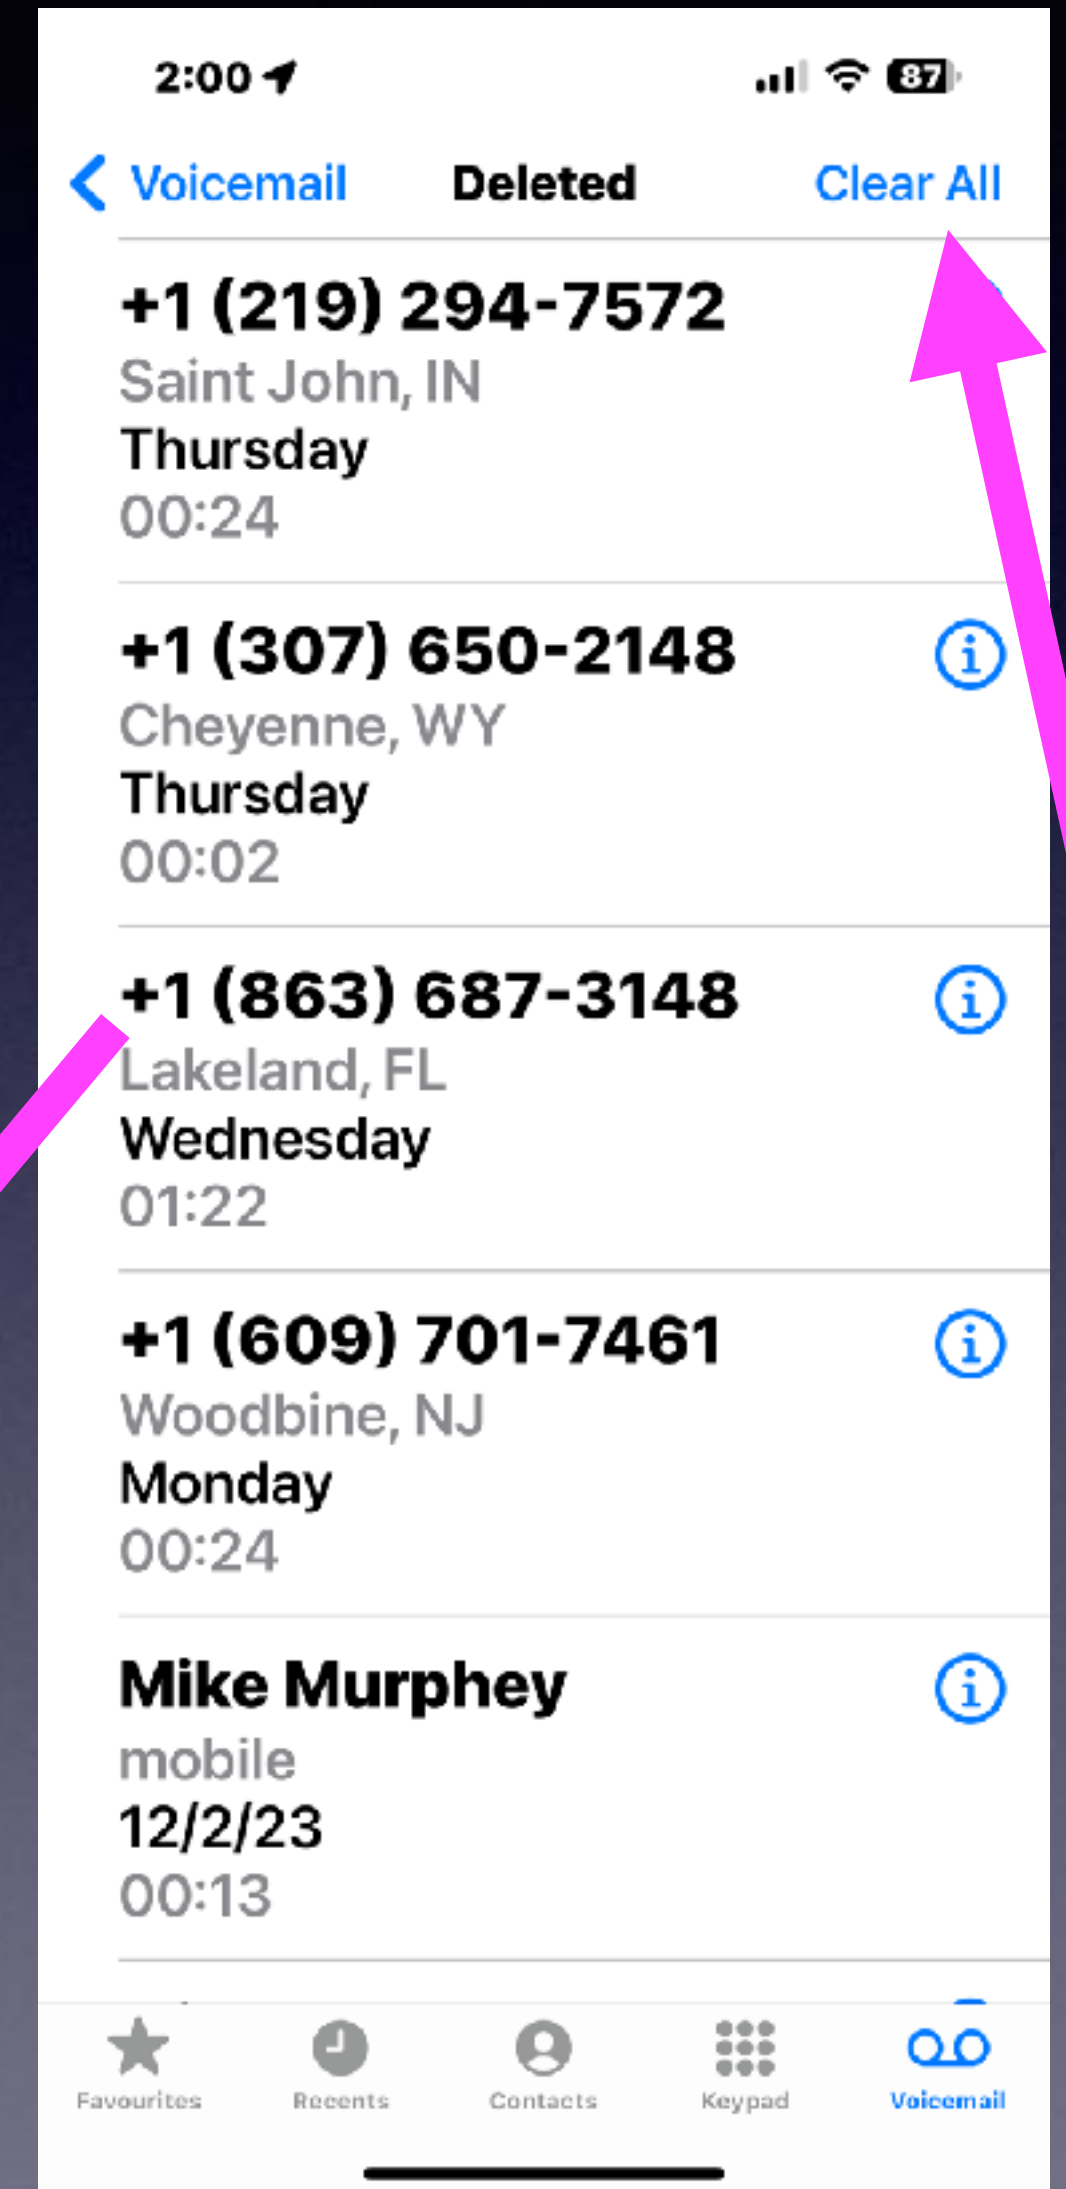 2:00
87
Voicemail Deleted Clear All
+1 (219) 294-7572
Saint John, IN
Thursday
00:24
+1 (307) 650-2148
Cheyenne, WY
Thursday
00:02
+1 (863) 687-3148
Lakeland, FL
Wednesday
01:22
+1 (609) 701-7461
Woodbine, NJ
Monday
00:24
Mike Murphey
mobile
12/2/23
00:13
Favourites Recents Contacts Keypad Voicemail